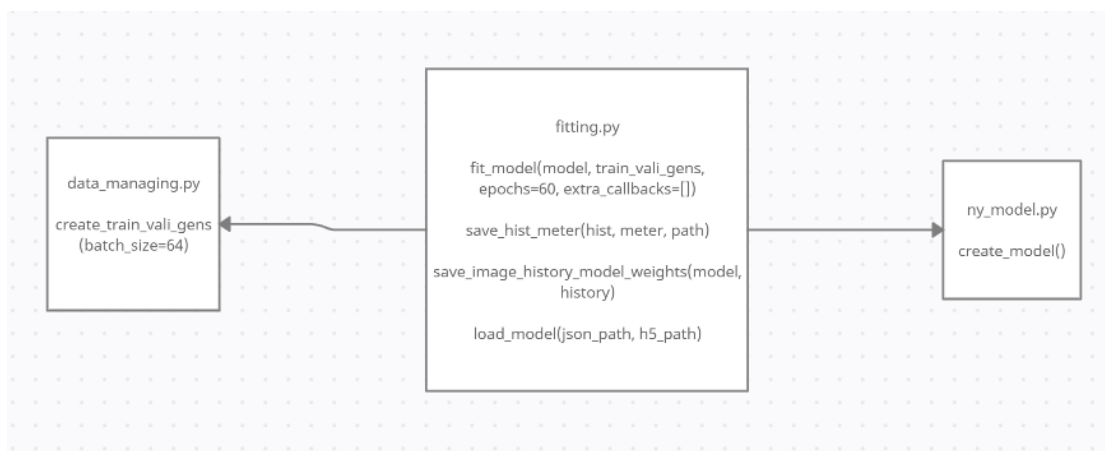 data_managing.py
create_train_vali_gens
(batch_size=64)
fitting.py
fit_model(model, train_vali_gens,
epochs=60, extra_callbacks=[])
save_hist_meter(hist, meter, path)
save_image_history_model_weights(model,
history)
load_model(json_path, h5_path)
ny_model.py
create_model()